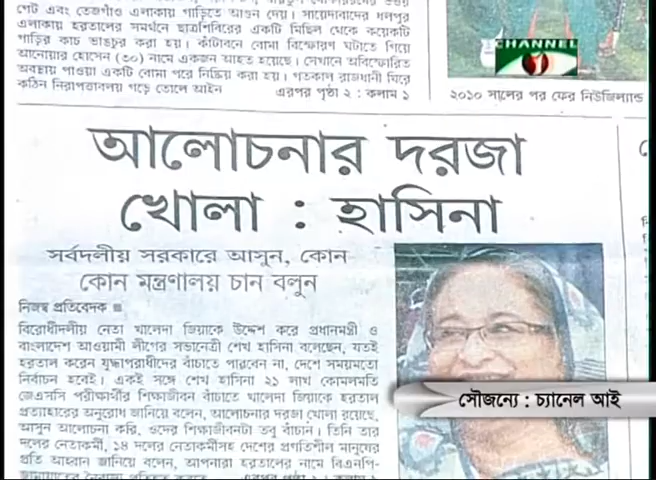 গেট এবং তেজগাঁও এলাকায় গাড়িতে আগুন দেয়। সায়েদাবাদের ধলপুর
এলাকায় হরতালের সমর্থনে ছাত্রশিবিরের একটি মিছিল থেকে কয়েকটি
গাড়ির কাচ ভাঙচুর করা হয়। কাঁটাবনে বোমা বিস্ফোরণ ঘটাতে গিয়ে
আনোয়ার হোসেন (৩০) নামে একজন আহত হয়েছে। সেখানে অবিস্ফোরিত
অবস্থায় পাওয়া একটি বোমা পরে নিষ্ক্রিয় করা হয়। গতকাল রাজধানী ঘিরে
কঠিন নিরাপত্তাবলয় গড়ে তোলে আইন এরপর পৃষ্ঠা ২ : কলাম ১
CHANNEL
২০১০ সালের পর ফের নিউজিল্যান্ড
আলোচনার দরজা
খোলা : হাসিনা
সর্বদলীয় সরকারে আসুন, কোন
কোন মন্ত্রণালয় চান বলুন
নিজস্ব প্রতিবেদক
বিরোধীদলীয় নেতা খালেদা জিয়াকে উদ্দেশ করে প্রধানমন্ত্রী ও
বাংলাদেশ আওয়ামী লীগের সভানেত্রী শেখ হাসিনা বলেছেন, যতই
হরতাল করেন যুদ্ধাপরাধীদের বাঁচাতে পারবেন না, দেশে সময়মতো
নির্বাচন হবেই। একই সঙ্গে শেখ হাসিনা ২১ লাখ কোমলমতি
জেএসসি পরীক্ষার্থীর শিক্ষাজীবন বাঁচাতে খালেদা জিয়াকে হরতাল
প্রত্যাহারের অনুরোধ জানিয়ে বলেন, আলোচনার দরজা খোলা রয়েছে,
আসুন আলোচনা করি, ওদের শিক্ষাজীবনটা তবু বাঁচান। তিনি তার
দলের নেতাকর্মী, ১৪ দলের নেতাকর্মীসহ দেশের প্রগতিশীল মানুষের
প্রতি আহ্বান জানিয়ে বলেন, আপনারা হরতালের নামে বিএনপি-
সৌজন্যে : চ্যানেল আই